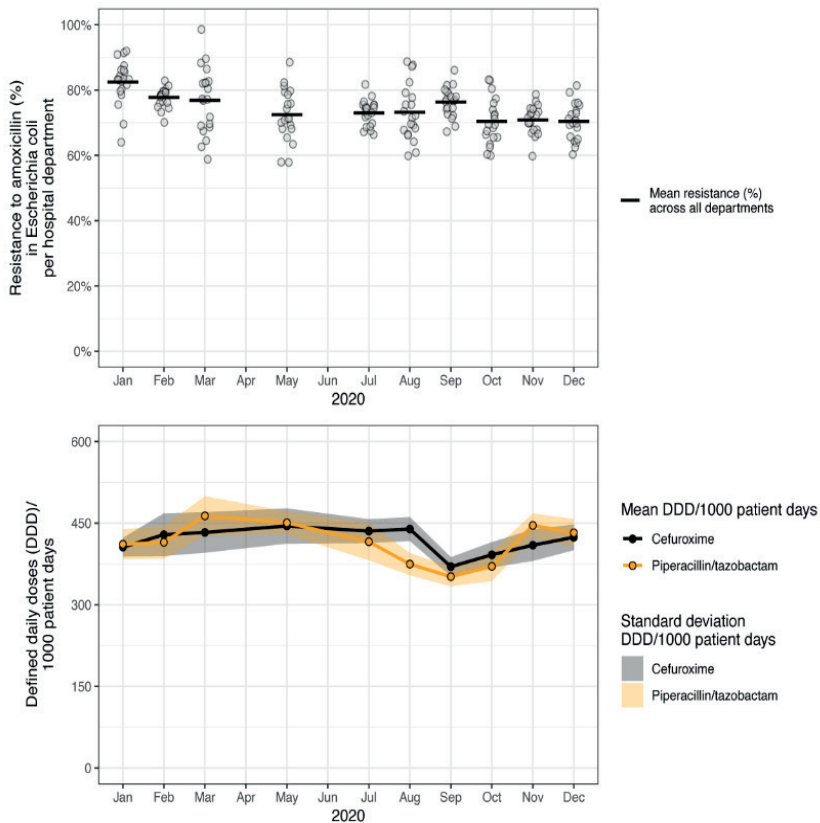 Resistance to amoxicillin (%)
in Escherichia coli
per hospital department
100%
80%
60%
40%
20%
0%
Jan Feb Mar Apr May Jun Jul Aug Sep Oct Nov Dec
2020
Mean resistance (%)
across all departments
Defined daily doses (DDD)/
1000 patient days
600
450
300
150
0
Jan Feb Mar Apr May Jun Jul Aug Sep Oct Nov Dec
2020
Mean DDD/1000 patient days
Cefuroxime
Piperacillin/tazobactam
Standard deviation
DDD/1000 patient days
Cefuroxime
Piperacillin/tazobactam